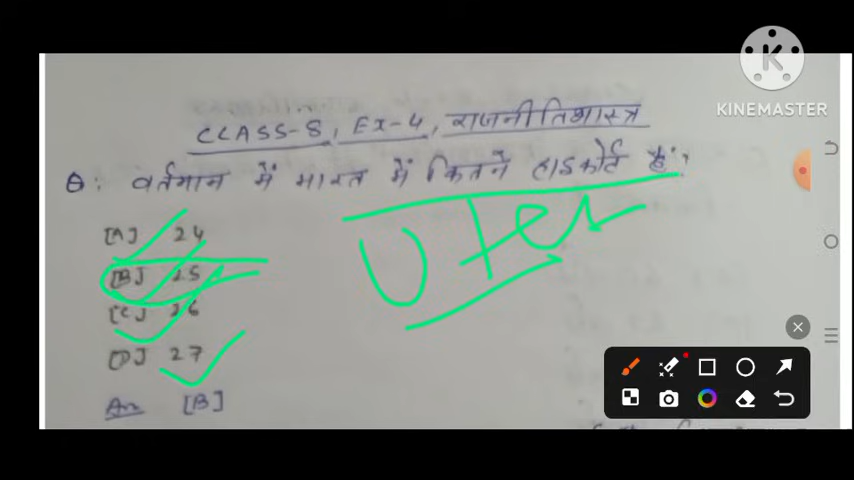 KINEMASTER
CLASS-8, Ex-4, राजनीतिशास्त्र
Q: वर्तमान में भारत में कितने हाईकोर्ट हैं?
[A] 24
[B] 25
[C] 26
[D] 27
Ans [B]